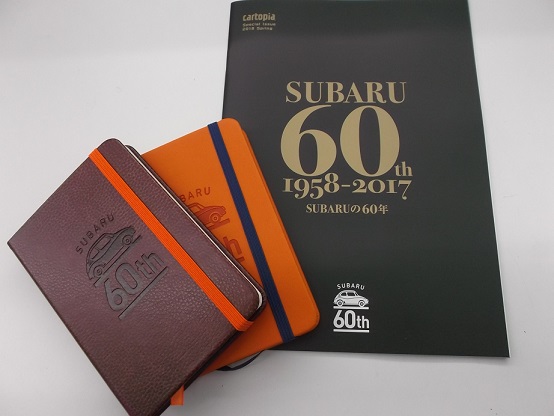 cartopia
Special Issue
2018 Spring
SUBARU
60th
1958-2017
SUBARUの60年
SUBARU
60th
SUBARU
60th
SUBARU
60th